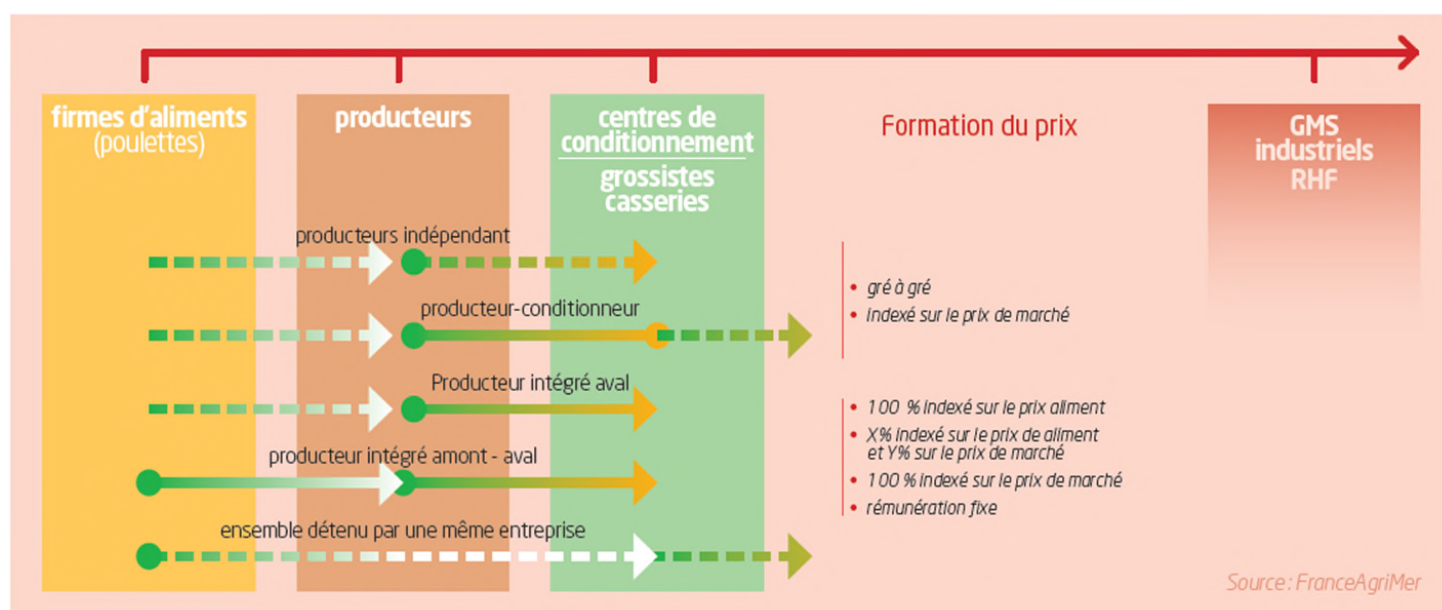 firmes d'aliments
(poulettes)
producteurs
centres de
conditionnement
grossistes
casseries
Formation du prix
GMS
industriels
RHF
producteurs indépendant
producteur-conditionneur
Producteur intégré aval
producteur intégré amont - aval
ensemble détenu par une même entreprise
• gré à gré
• indexé sur le prix de marché
• 100 % indexé sur le prix aliment
• X% indexé sur le prix de aliment
et Y% sur le prix de marché
• 100 % indexé sur le prix de marché
• rémunération fixe
Source : FranceAgriMer